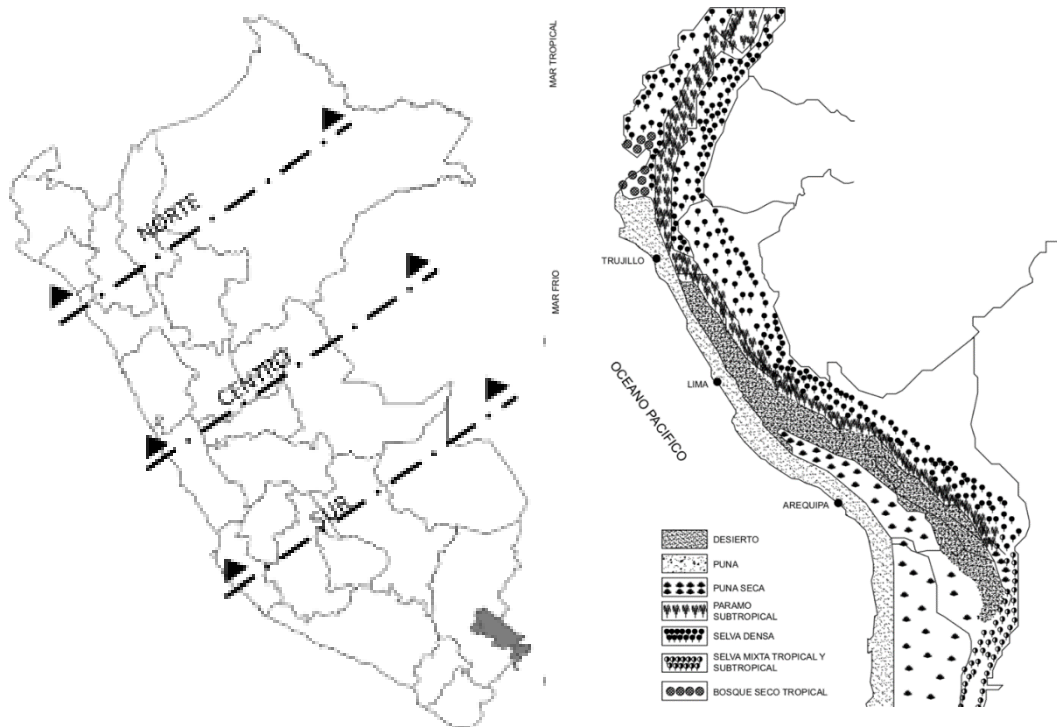 NORTE
CENTRO
SUR
MAR TROPICAL
MAR FRIO
TRUJILLO
LIMA
OCEANO PACIFICO
AREQUIPA
DESIERTO
PUNA
PUNA SECA
PARAMO
SUBTROPICAL
SELVA DENSA
SELVA MIXTA TROPICAL Y
SUBTROPICAL
BOSQUE SECO TROPICAL